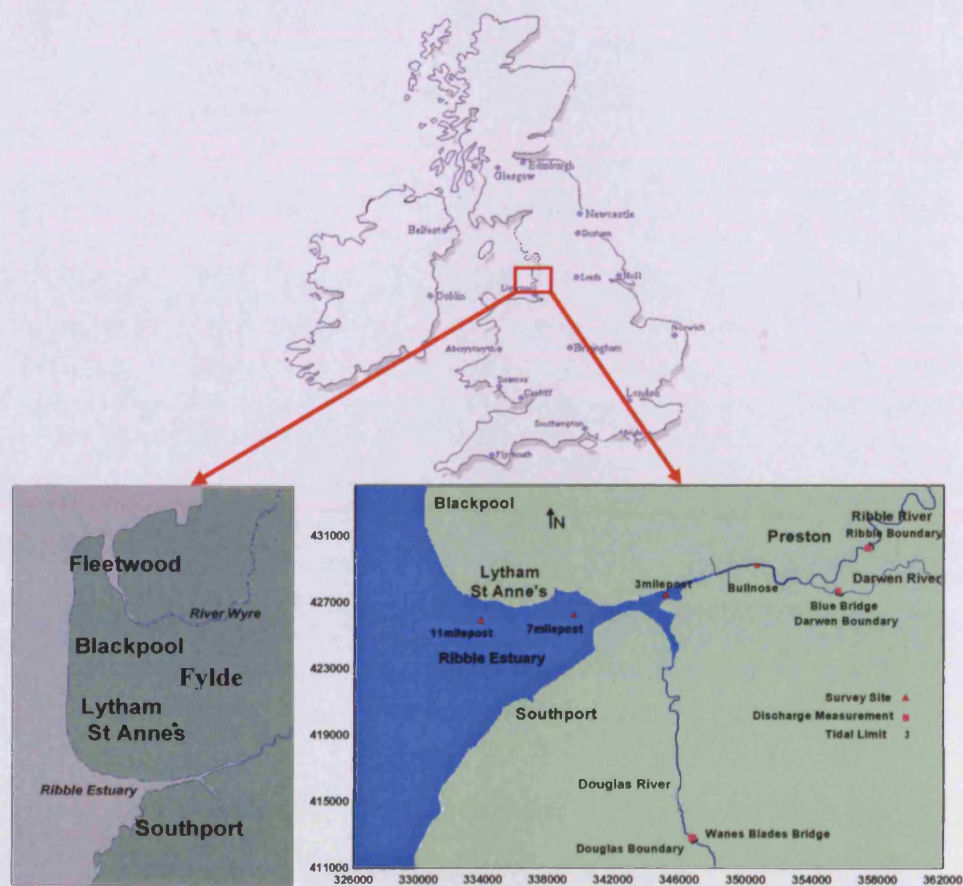 Glasgow
Edinburgh
Newcastle
Durham
Belfast
Leeds
Hull
Dublin
Norwich
Aberystwyth
Birmingham
Swansea
Cardiff
London
Southampton
Plymouth
Fleetwood
River Wyre
Blackpool
Fylde
Lytham
St Anne's
Ribble Estuary
Southport
Blackpool
N
431000
Preston
Ribble River
Ribble Boundary
Lytham
St Anne's
3milepost
Bullnose
Darwen River
427000
Blue Bridge
Darwen Boundary
11milepost
7milepost
Ribble Estuary
423000
Southport
Survey Site
Discharge Measurement
Tidal Limit
419000
Douglas River
415000
Wanes Blades Bridge
Douglas Boundary
411000
326000 330000 334000 338000 342000 346000 350000 354000 358000 362000